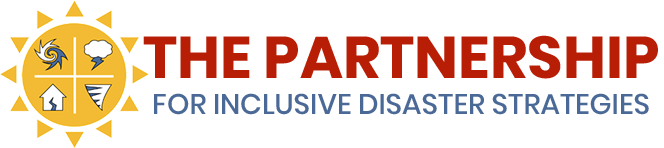 THE PARTNERSHIP
FOR INCLUSIVE DISASTER STRATEGIES